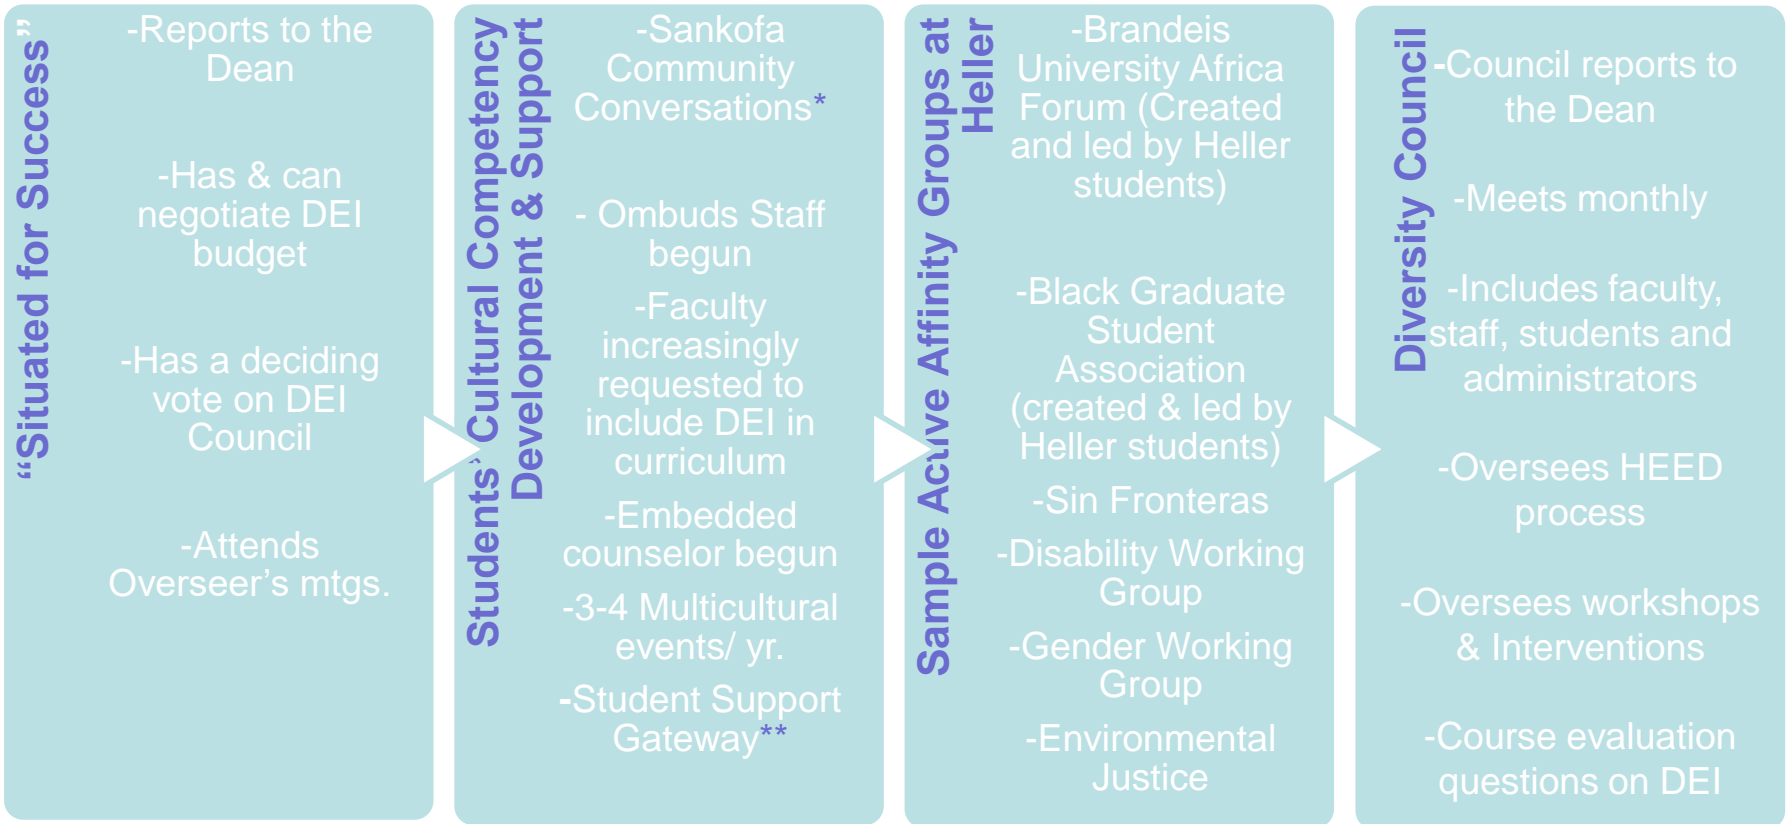 “Situated for Success”
-Reports to the
Dean
-Has & can
negotiate DEI
budget
-Has a deciding
vote on DEI
Council
-Attends
Overseer’s mtgs.
Students’ Cultural Competency
Development & Support
-Sankofa
Community
Conversations*
- Ombuds Staff
begun
-Faculty
increasingly
requested to
include DEI in
curriculum
-Embedded
counselor begun
-3-4 Multicultural
events/ yr.
-Student Support
Gateway**
Sample Active Affinity Groups at
Heller
-Brandeis
University Africa
Forum (Created
and led by Heller
students)
-Black Graduate
Student
Association
(created & led by
Heller students)
-Sin Fronteras
-Disability Working
Group
-Gender Working
Group
-Environmental
Justice
Diversity Council
-Council reports to
the Dean
-Meets monthly
-Includes faculty,
staff, students and
administrators
-Oversees HEED
process
-Oversees workshops
& Interventions
-Course evaluation
questions on DEI